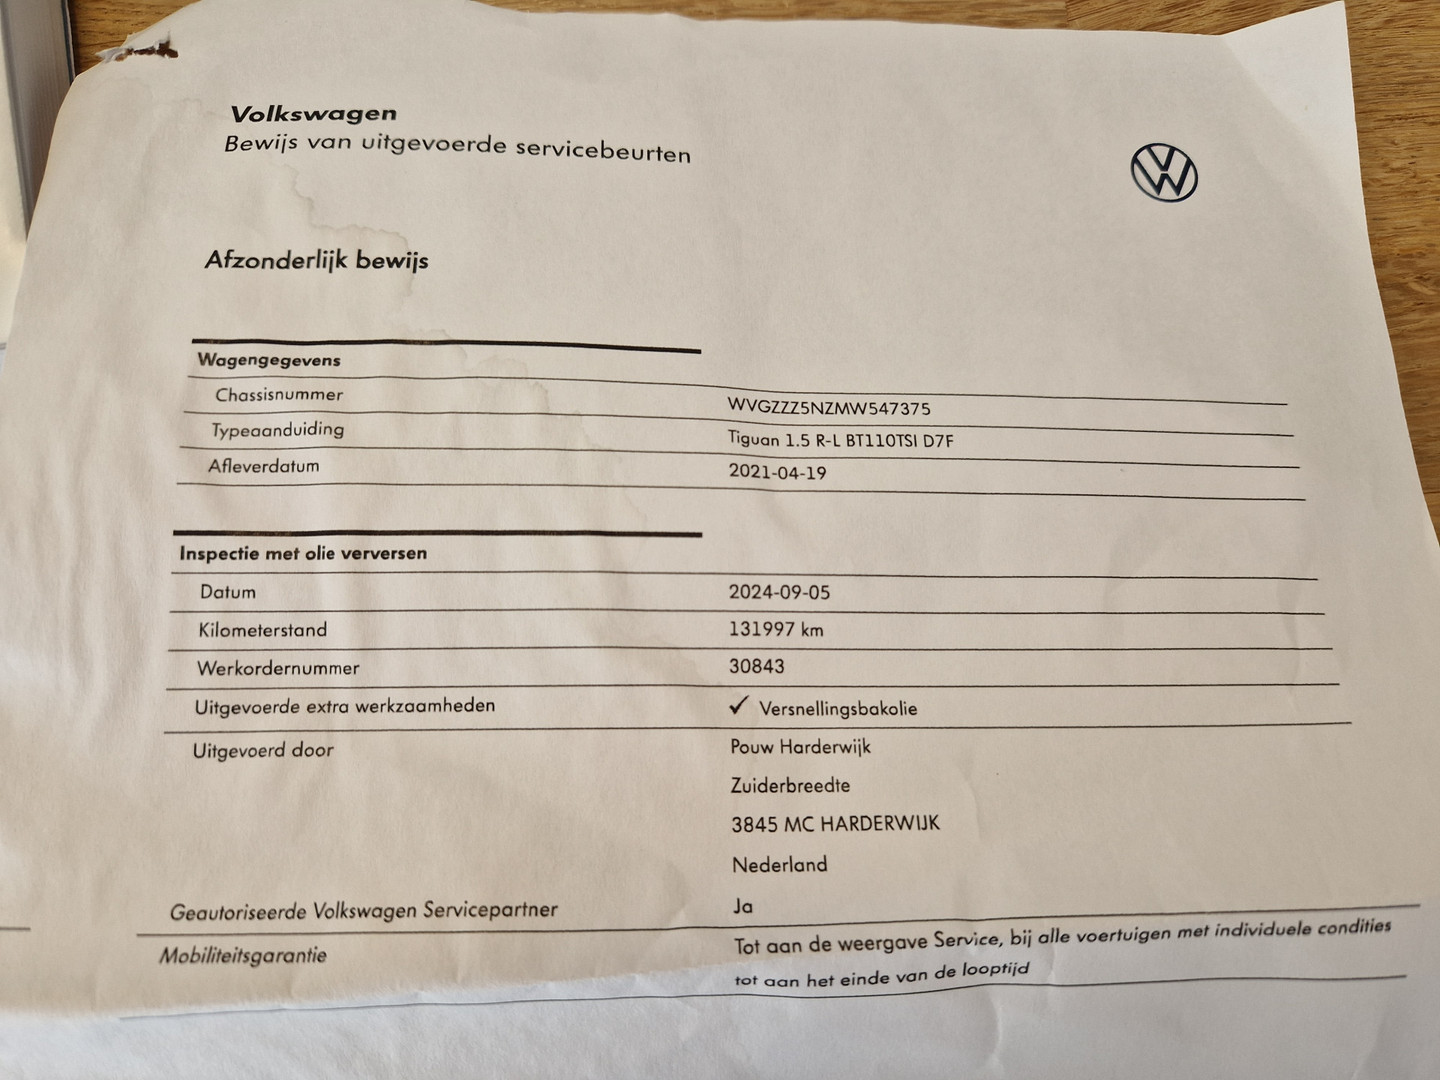 Volkswagen
Bewijs van uitgevoerde servicebeurten
Afzonderlijk bewijs
Wagengegevens
Chassisnummer WVGZZZ5NZMW547375
Typeaanduiding Tiguan 1.5 R-L BT110TSI D7F
Afleverdatum 2021-04-19
Inspectie met olie verversen
Datum 2024-09-05
Kilometerstand 131997 km
Werkordernummer 30843
Uitgevoerde extra werkzaamheden ✓ Versnellingsbakolie
Uitgevoerd door Pouw Harderwijk
Zuiderbreedte
3845 MC HARDERWIJK
Nederland
Geautoriseerde Volkswagen Servicepartner Ja
Mobiliteitsgarantie Tot aan de weergave Service, bij alle voertuigen met individuele condities
tot aan het einde van de looptijd